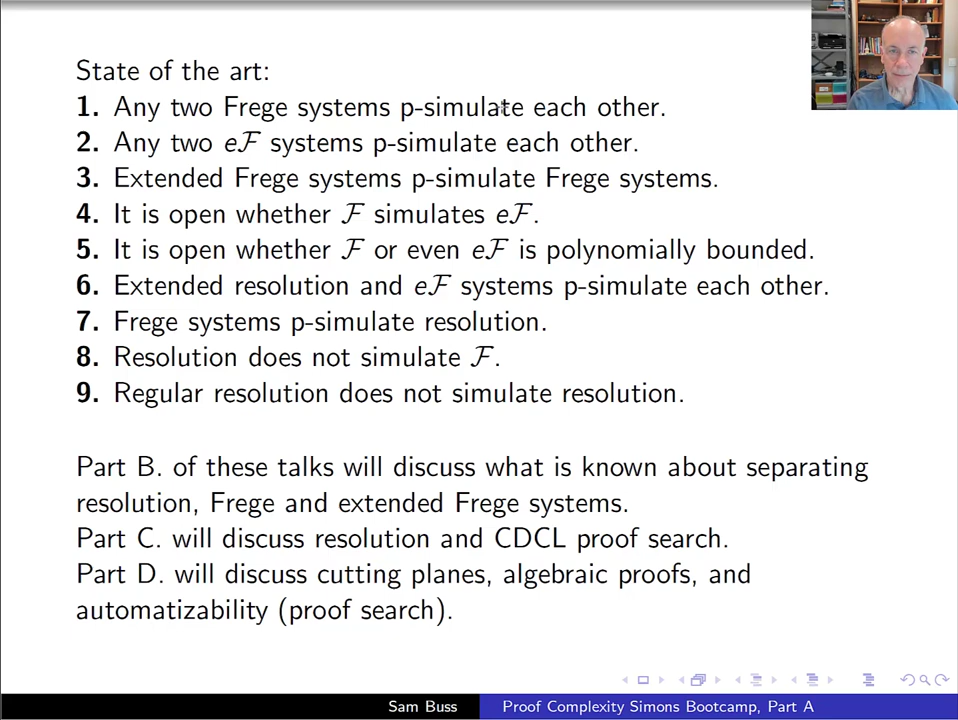 State of the art:
1. Any two Frege systems p-simulate each other.
2. Any two eℱ systems p-simulate each other.
3. Extended Frege systems p-simulate Frege systems.
4. It is open whether ℱ simulates eℱ.
5. It is open whether ℱ or even eℱ is polynomially bounded.
6. Extended resolution and eℱ systems p-simulate each other.
7. Frege systems p-simulate resolution.
8. Resolution does not simulate ℱ.
9. Regular resolution does not simulate resolution.
Part B. of these talks will discuss what is known about separating
resolution, Frege and extended Frege systems.
Part C. will discuss resolution and CDCL proof search.
Part D. will discuss cutting planes, algebraic proofs, and
automatizability (proof search).
Sam Buss Proof Complexity Simons Bootcamp, Part A